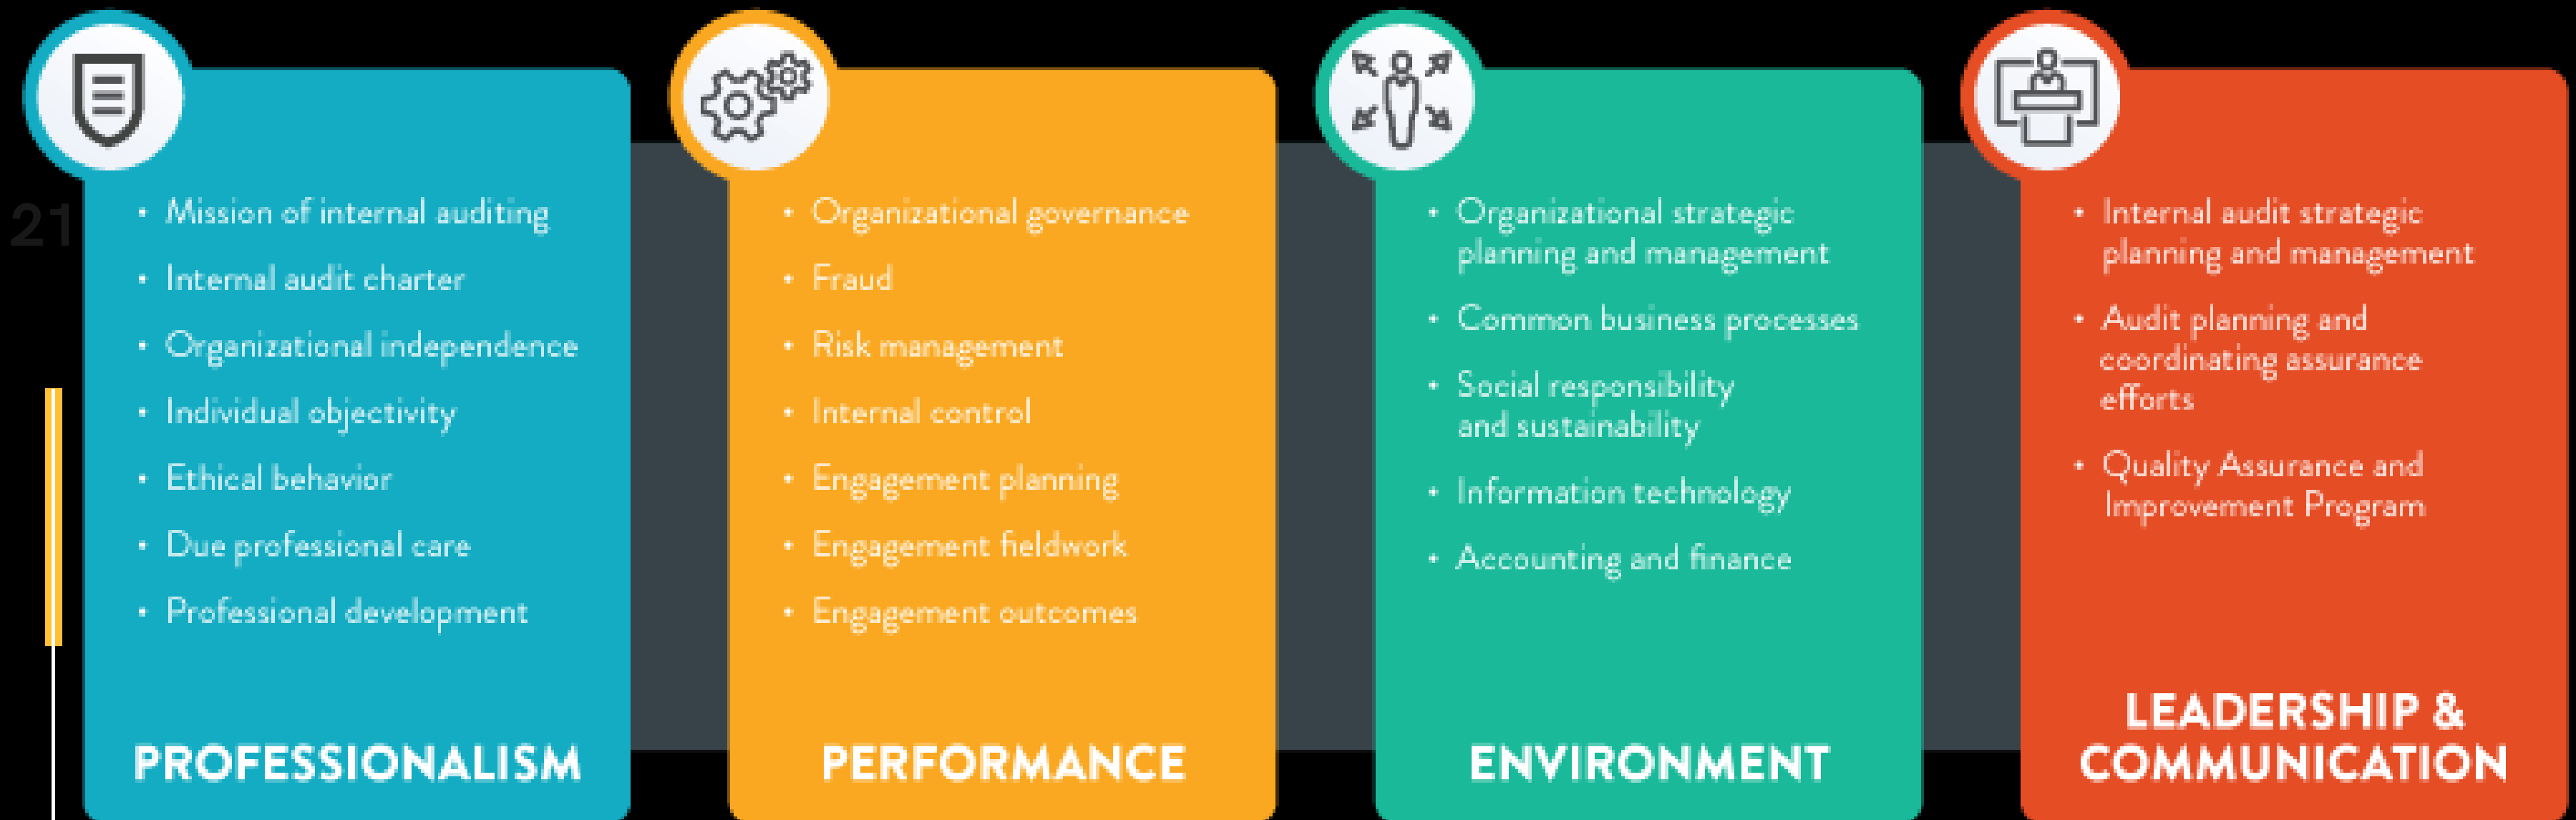 21
• Mission of internal auditing
• Internal audit charter
• Organizational independence
• Individual objectivity
• Ethical behavior
• Due professional care
• Professional development
PROFESSIONALISM
• Organizational governance
• Fraud
• Risk management
• Internal control
• Engagement planning
• Engagement fieldwork
• Engagement outcomes
PERFORMANCE
• Organizational strategic
planning and management
• Common business processes
• Social responsibility
and sustainability
• Information technology
• Accounting and finance
ENVIRONMENT
• Internal audit strategic
planning and management
• Audit planning and
coordinating assurance
efforts
• Quality Assurance and
Improvement Program
LEADERSHIP &
COMMUNICATION